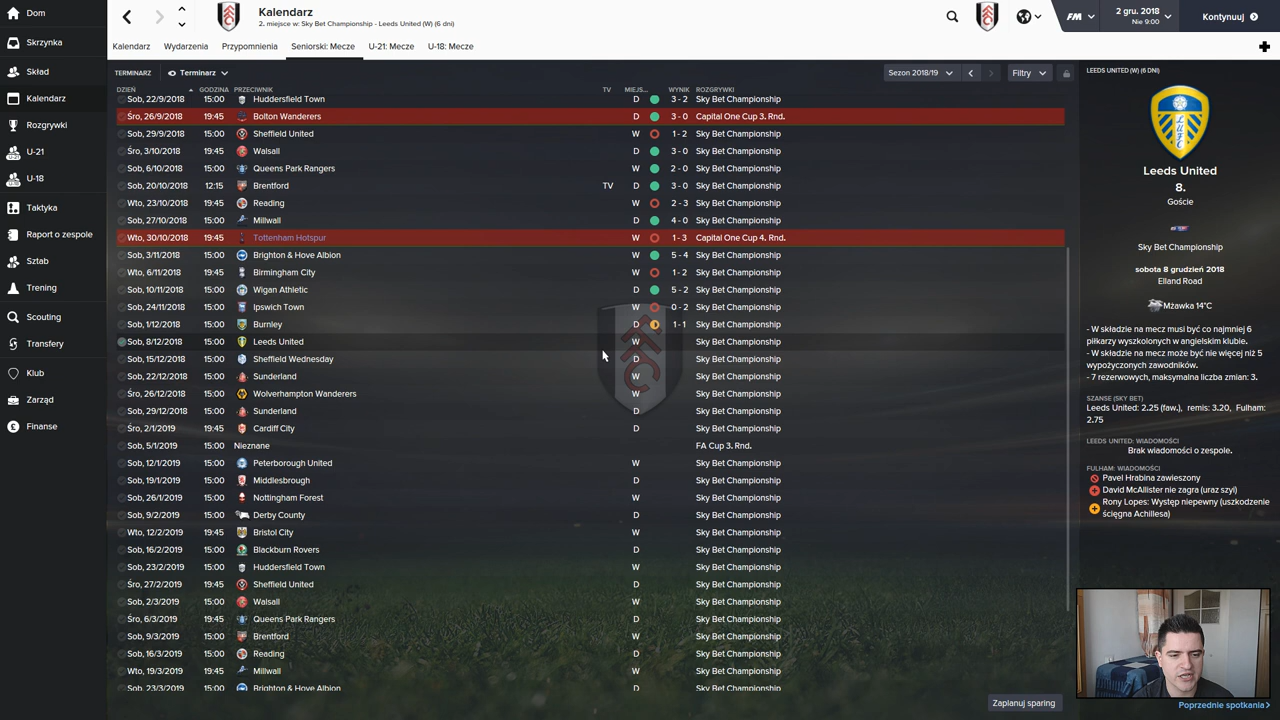 Dom
Skrzynka
Skład
Kalendarz
Rozgrywki
U-21
U-18
Taktyka
Raport o zespole
Sztab
Trening
Scouting
Transfery
Klub
Zarząd
Finanse
Kalendarz
2. miejsce w: Sky Bet Championship - Leeds United (W) (6 dni)
FM
2 gru. 2018
Nie 9:00
Kontynuuj
Kalendarz Wydarzenia Przypomnienia Seniorski: Mecze U-21: Mecze U-18: Mecze
TERMINARZ Terminarz Sezon 2018/19 Filtry
DZIEŃ GODZINA PRZECIWNIK TV MIEJS... WYNIK ROZGRYWKI
Sob, 22/9/2018 15:00 Huddersfield Town D 3 - 2 Sky Bet Championship
Śro, 26/9/2018 19:45 Bolton Wanderers D 3 - 0 Capital One Cup 3. Rnd.
Sob, 29/9/2018 15:00 Sheffield United W 1 - 2 Sky Bet Championship
Śro, 3/10/2018 19:45 Walsall D 3 - 0 Sky Bet Championship
Sob, 6/10/2018 15:00 Queens Park Rangers W 2 - 0 Sky Bet Championship
Sob, 20/10/2018 12:15 Brentford TV D 3 - 0 Sky Bet Championship
Wto, 23/10/2018 19:45 Reading W 2 - 3 Sky Bet Championship
Sob, 27/10/2018 15:00 Millwall D 4 - 0 Sky Bet Championship
Wto, 30/10/2018 19:45 Tottenham Hotspur W 1 - 3 Capital One Cup 4. Rnd.
Sob, 3/11/2018 15:00 Brighton & Hove Albion W 5 - 4 Sky Bet Championship
Wto, 6/11/2018 19:45 Birmingham City W 1 - 2 Sky Bet Championship
Sob, 10/11/2018 15:00 Wigan Athletic D 5 - 2 Sky Bet Championship
Sob, 24/11/2018 15:00 Ipswich Town W 0 - 2 Sky Bet Championship
Sob, 1/12/2018 15:00 Burnley D 1 - 1 Sky Bet Championship
Sob, 8/12/2018 15:00 Leeds United W Sky Bet Championship
Sob, 15/12/2018 15:00 Sheffield Wednesday D Sky Bet Championship
Sob, 22/12/2018 15:00 Sunderland W Sky Bet Championship
Śro, 26/12/2018 15:00 Wolverhampton Wanderers W Sky Bet Championship
Sob, 29/12/2018 15:00 Sunderland D Sky Bet Championship
Śro, 2/1/2019 19:45 Cardiff City D Sky Bet Championship
Sob, 5/1/2019 15:00 Nieznane FA Cup 3. Rnd.
Sob, 12/1/2019 15:00 Peterborough United W Sky Bet Championship
Sob, 19/1/2019 15:00 Middlesbrough D Sky Bet Championship
Sob, 26/1/2019 15:00 Nottingham Forest W Sky Bet Championship
Sob, 9/2/2019 15:00 Derby County D Sky Bet Championship
Wto, 12/2/2019 19:45 Bristol City W Sky Bet Championship
Sob, 16/2/2019 15:00 Blackburn Rovers D Sky Bet Championship
Sob, 23/2/2019 15:00 Huddersfield Town W Sky Bet Championship
Śro, 27/2/2019 19:45 Sheffield United D Sky Bet Championship
Sob, 2/3/2019 15:00 Walsall W Sky Bet Championship
Śro, 6/3/2019 19:45 Queens Park Rangers D Sky Bet Championship
Sob, 9/3/2019 15:00 Brentford W Sky Bet Championship
Sob, 16/3/2019 15:00 Reading D Sky Bet Championship
Wto, 19/3/2019 19:45 Millwall W Sky Bet Championship
Sob, 23/3/2019 15:00 Brighton & Hove Albion D Sky Bet Championship
Zaplanuj sparing
LEEDS UNITED (W) (6 DNI)
LUFC
Leeds United
8.
Goście
Sky Bet Championship
sobota 8 grudzień 2018
Elland Road
Mżawka 14°C
- W składzie na mecz musi być co najmniej 6
piłkarzy wyszkolonych w angielskim klubie.
- W składzie na mecz może być nie więcej niż 5
wypożyczonych zawodników.
- 7 rezerwowych, maksymalna liczba zmian: 3.
SZANSE (SKY BET)
Leeds United: 2.25 (faw.), remis: 3.20, Fulham:
2.75
LEEDS UNITED: WIADOMOŚCI
Brak wiadomości o zespole.
FULHAM: WIADOMOŚCI
Pavel Hrabina zawieszony
David McAllister nie zagra (uraz szyi)
Rony Lopes: Występ niepewny (uszkodzenie
ścięgna Achillesa)
Poprzednie spotkania